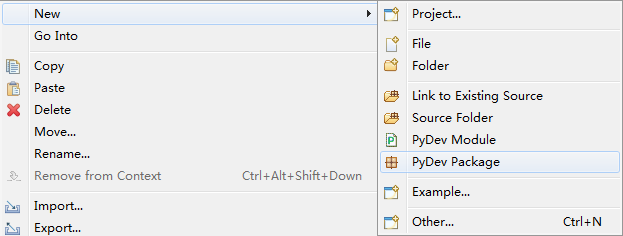 New
Go Into
Copy
Paste
Delete
Move...
Rename...
Remove from Context Ctrl+Alt+Shift+Down
Import...
Export...
Project...
File
Folder
Link to Existing Source
Source Folder
PyDev Module
PyDev Package
Example...
Other... Ctrl+N